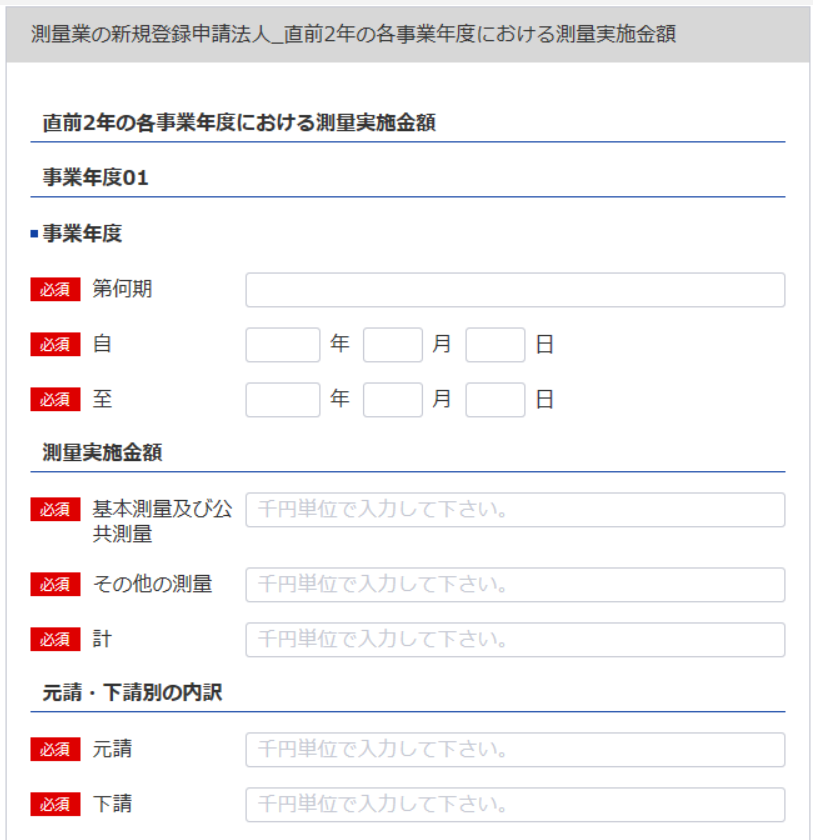 測量業の新規登録申請法人_直前2年の各事業年度における測量実施金額
直前2年の各事業年度における測量実施金額
事業年度01
事業年度
必須 第何期
必須 自 年 月 日
必須 至 年 月 日
測量実施金額
必須 基本測量及び公 千円単位で入力して下さい。
共測量
必須 その他の測量 千円単位で入力して下さい。
必須 計 千円単位で入力して下さい。
元請・下請別の内訳
必須 元請 千円単位で入力して下さい。
必須 下請 千円単位で入力して下さい。